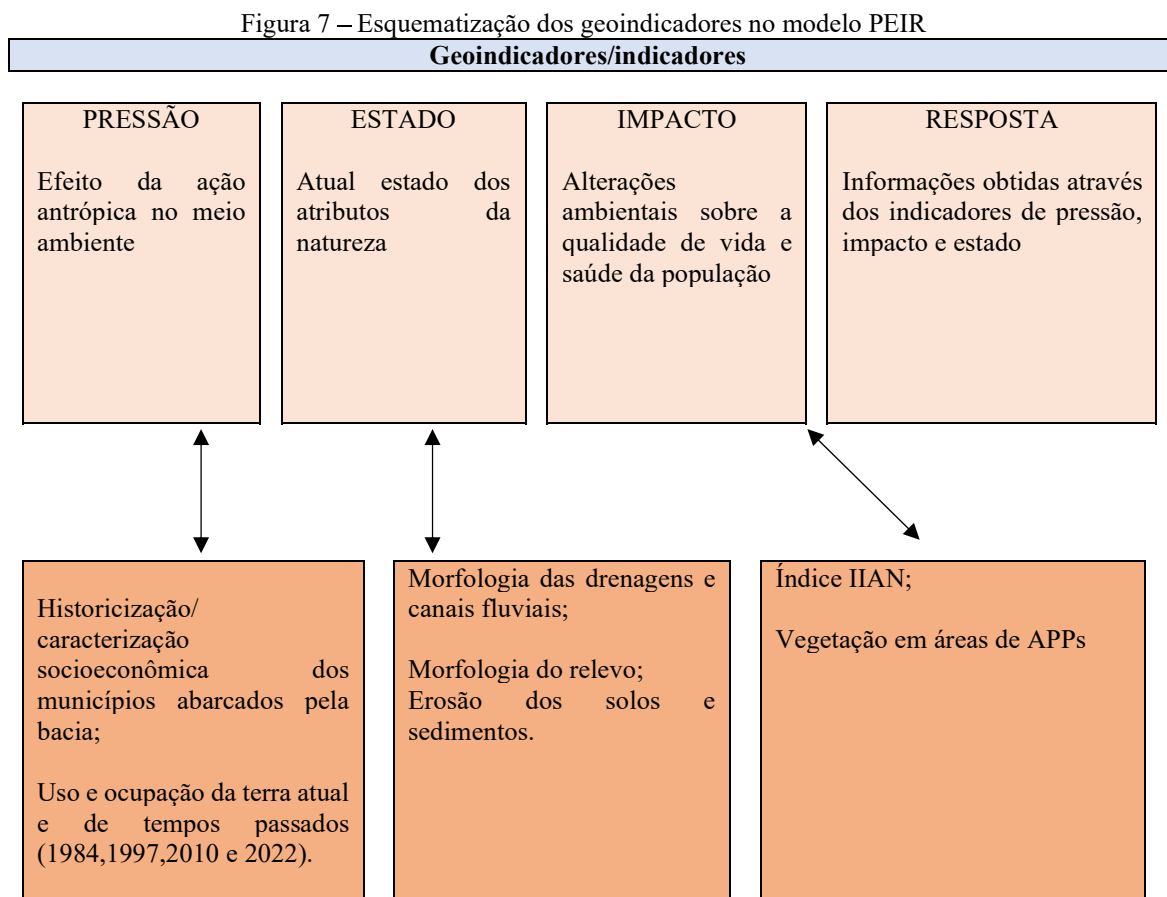 Figura 7 – Esquematização dos geoindicadores no modelo PEIR
Geoindicadores/indicadores
PRESSÃO
Efeito da ação
antrópica no meio
ambiente
ESTADO
Atual estado dos
atributos da
natureza
IMPACTO
Alterações
ambientais sobre a
qualidade de vida e
saúde da população
RESPOSTA
Informações obtidas através
dos indicadores de pressão,
impacto e estado
Historicização/
caracterização
socioeconômica dos
municípios abarcados pela
bacia;
Uso e ocupação da terra atual
e de tempos passados
(1984,1997,2010 e 2022).
Morfologia das drenagens e
canais fluviais;
Morfologia do relevo;
Erosão dos solos e
sedimentos.
Índice IIAN;
Vegetação em áreas de APPs